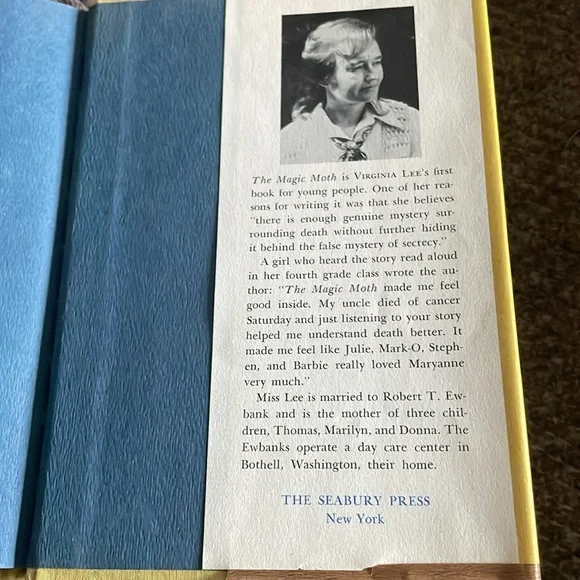 The Magic Moth is VIRGINIA LEE's first
book for young people. One of her rea-
sons for writing it was that she believes
"there is enough genuine mystery sur-
rounding death without further hiding
it behind the false mystery of secrecy."
A girl who heard the story read aloud
in her fourth grade class wrote the au-
thor: "The Magic Moth made me feel
good inside. My uncle died of cancer
Saturday and just listening to your story
helped me understand death better. It
made me feel like Julie, Mark-O, Steph-
en, and Barbie really loved Maryanne
very much."
Miss Lee is married to Robert T. Ew-
bank and is the mother of three chil-
dren, Thomas, Marilyn, and Donna. The
Ewbanks operate a day care center in
Bothell, Washington, their home.
THE SEABURY PRESS
New York